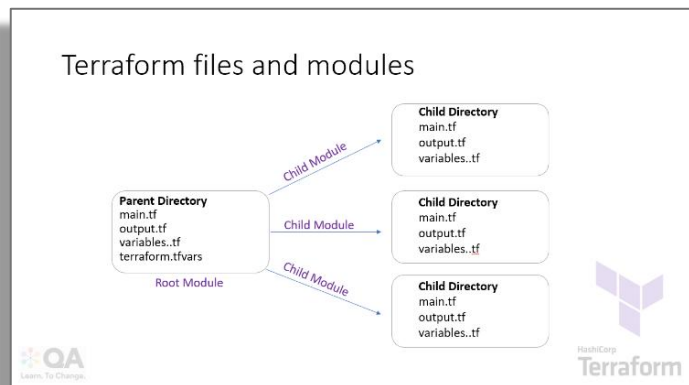 Terraform files and modules
Parent Directory
main.tf
output.tf
variables..tf
terraform.tfvars
Root Module
Child Module
Child Directory
main.tf
output.tf
variables..tf
Child Module
Child Directory
main.tf
output.tf
variables..tf
Child Module
Child Directory
main.tf
output.tf
variables..tf
QA
Learn. To Change.
HashiCorp
Terraform